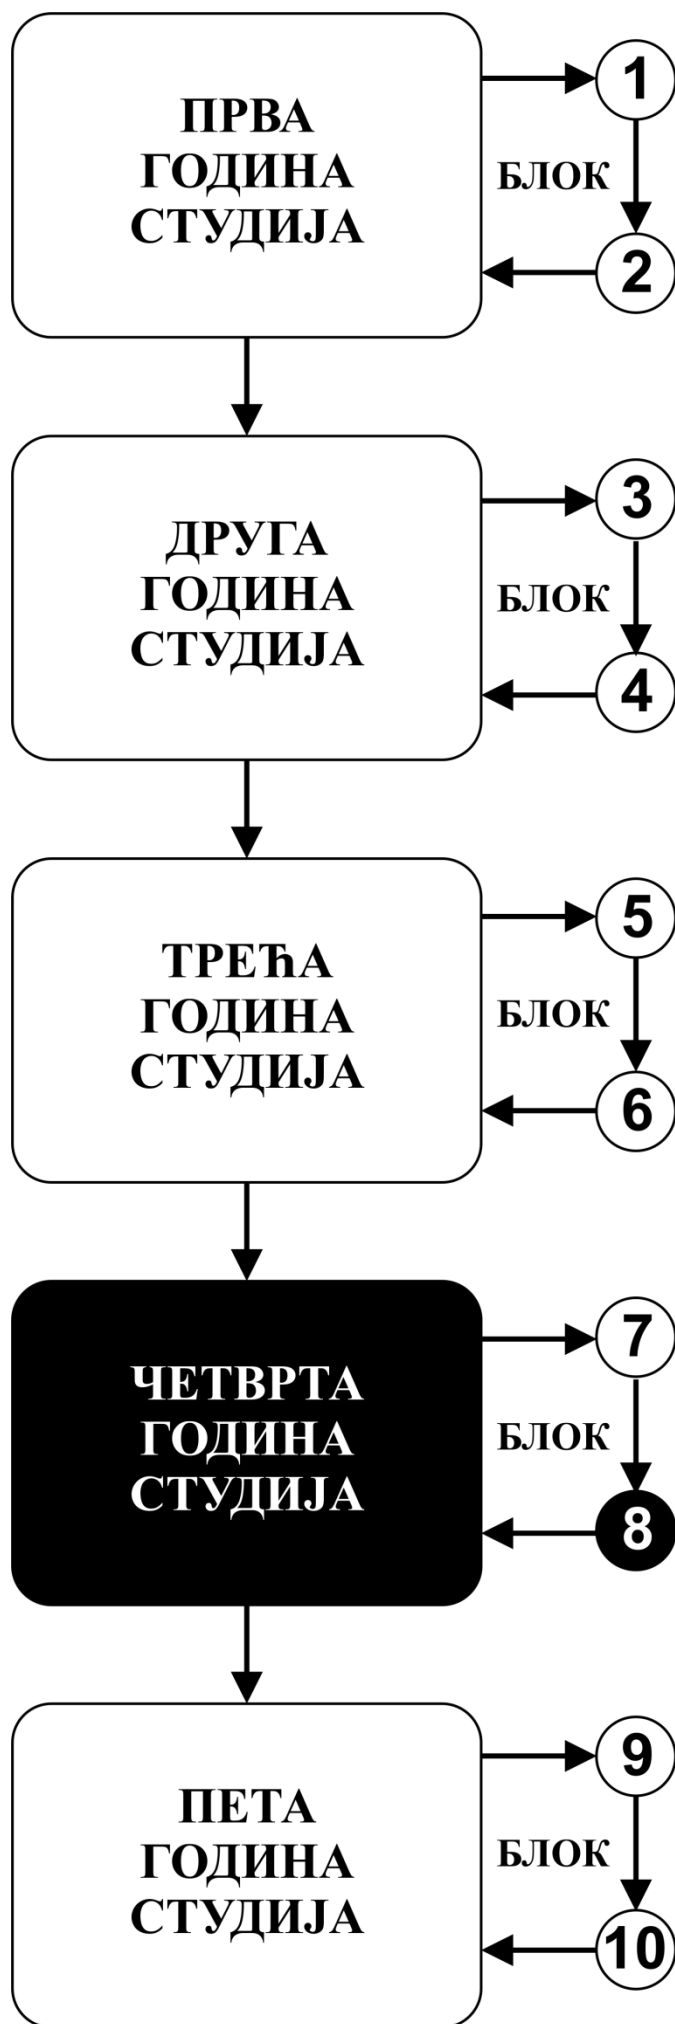 ПРВА
ГОДИНА
СТУДИЈА
1
БЛОК
2
ДРУГА
ГОДИНА
СТУДИЈА
3
БЛОК
4
ТРЕЋА
ГОДИНА
СТУДИЈА
5
БЛОК
6
ЧЕТВРТА
ГОДИНА
СТУДИЈА
7
БЛОК
8
ПЕТА
ГОДИНА
СТУДИЈА
9
БЛОК
10